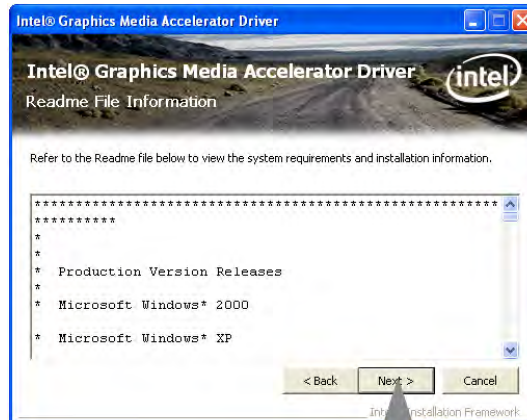 Intel® Graphics Media Accelerator Driver
Intel® Graphics Media Accelerator Driver
intel
Readme File Information
Refer to the Readme file below to view the system requirements and installation information.
********************************************************
**********
*
*
* Production Version Releases
*
* Microsoft Windows* 2000
* Microsoft Windows* XP
< Back
Next >
Cancel
Installation Framework